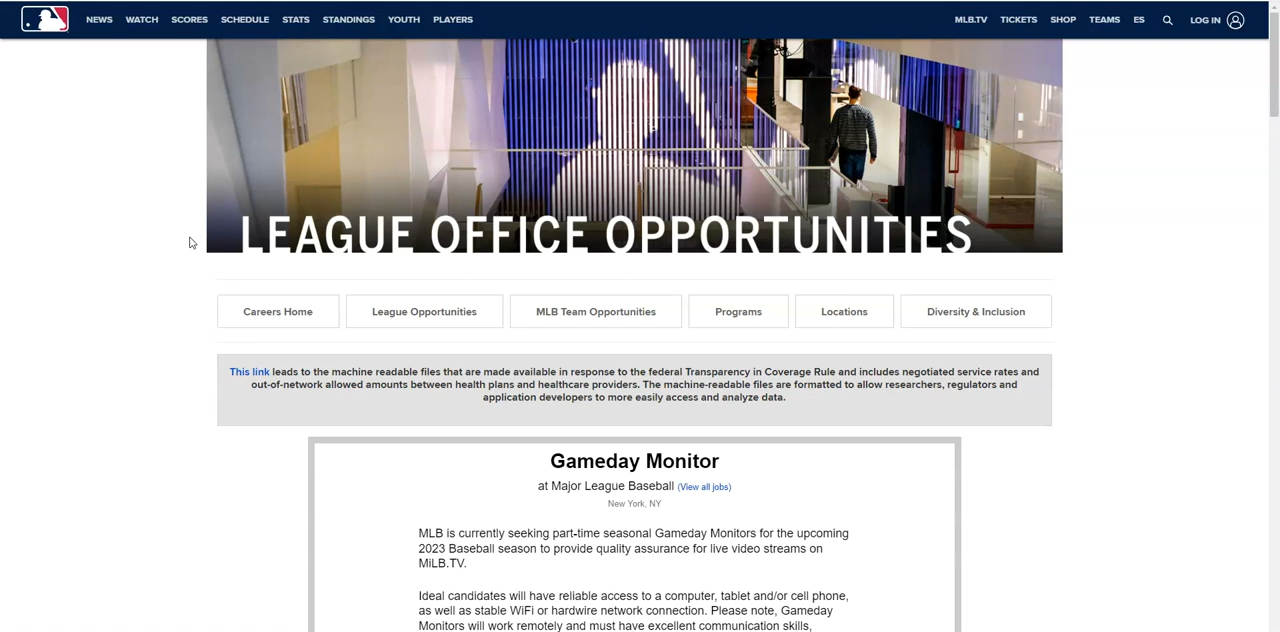 NEWS WATCH SCORES SCHEDULE STATS STANDINGS YOUTH PLAYERS MLB.TV TICKETS SHOP TEAMS ES LOG IN
LEAGUE OFFICE OPPORTUNITIES
Careers Home League Opportunities MLB Team Opportunities Programs Locations Diversity & Inclusion
This link leads to the machine readable files that are made available in response to the federal Transparency in Coverage Rule and includes negotiated service rates and
out-of-network allowed amounts between health plans and healthcare providers. The machine-readable files are formatted to allow researchers, regulators and
application developers to more easily access and analyze data.
Gameday Monitor
at Major League Baseball (View all jobs)
New York, NY
MLB is currently seeking part-time seasonal Gameday Monitors for the upcoming
2023 Baseball season to provide quality assurance for live video streams on
MiLB.TV.
Ideal candidates will have reliable access to a computer, tablet and/or cell phone,
as well as stable WiFi or hardwire network connection. Please note, Gameday
Monitors will work remotely and must have excellent communication skills,